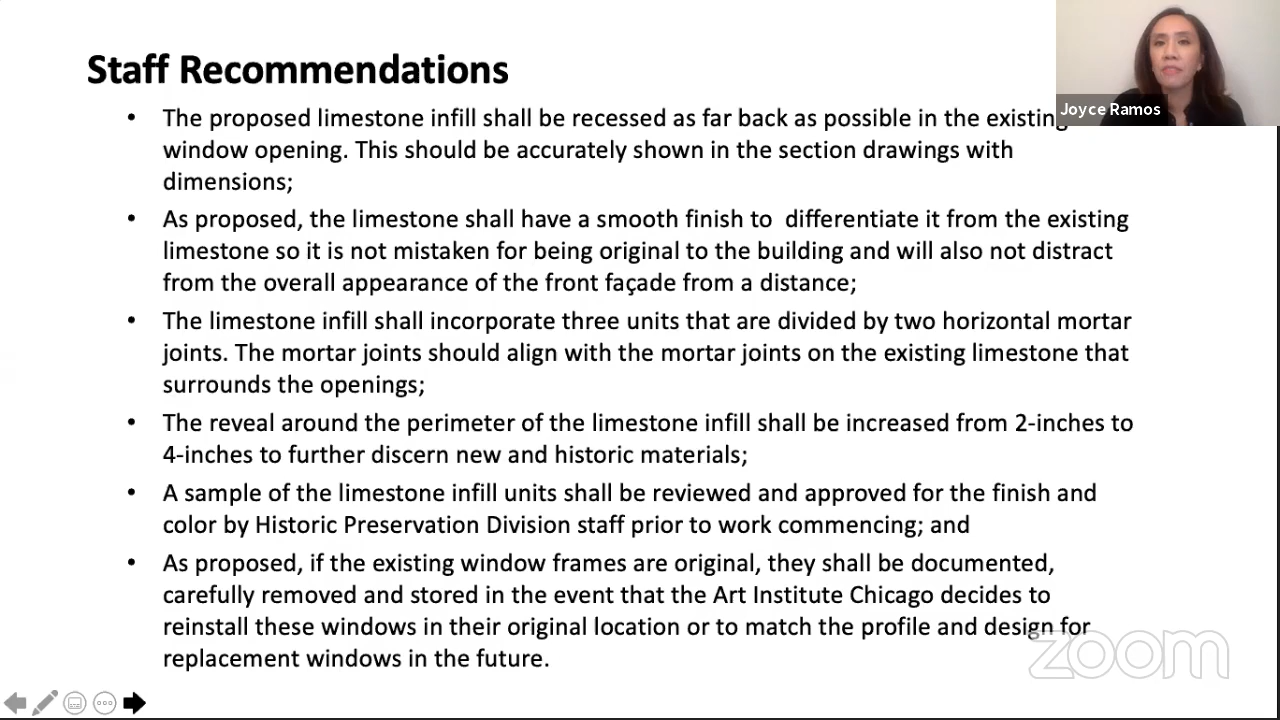 Staff Recommendations
Joyce Ramos
• The proposed limestone infill shall be recessed as far back as possible in the existing
window opening. This should be accurately shown in the section drawings with
dimensions;
• As proposed, the limestone shall have a smooth finish to  differentiate it from the existing
limestone so it is not mistaken for being original to the building and will also not distract
from the overall appearance of the front façade from a distance;
• The limestone infill shall incorporate three units that are divided by two horizontal mortar
joints. The mortar joints should align with the mortar joints on the existing limestone that
surrounds the openings;
• The reveal around the perimeter of the limestone infill shall be increased from 2-inches to
4-inches to further discern new and historic materials;
• A sample of the limestone infill units shall be reviewed and approved for the finish and
color by Historic Preservation Division staff prior to work commencing; and
• As proposed, if the existing window frames are original, they shall be documented,
carefully removed and stored in the event that the Art Institute Chicago decides to
reinstall these windows in their original location or to match the profile and design for
replacement windows in the future.
zoom